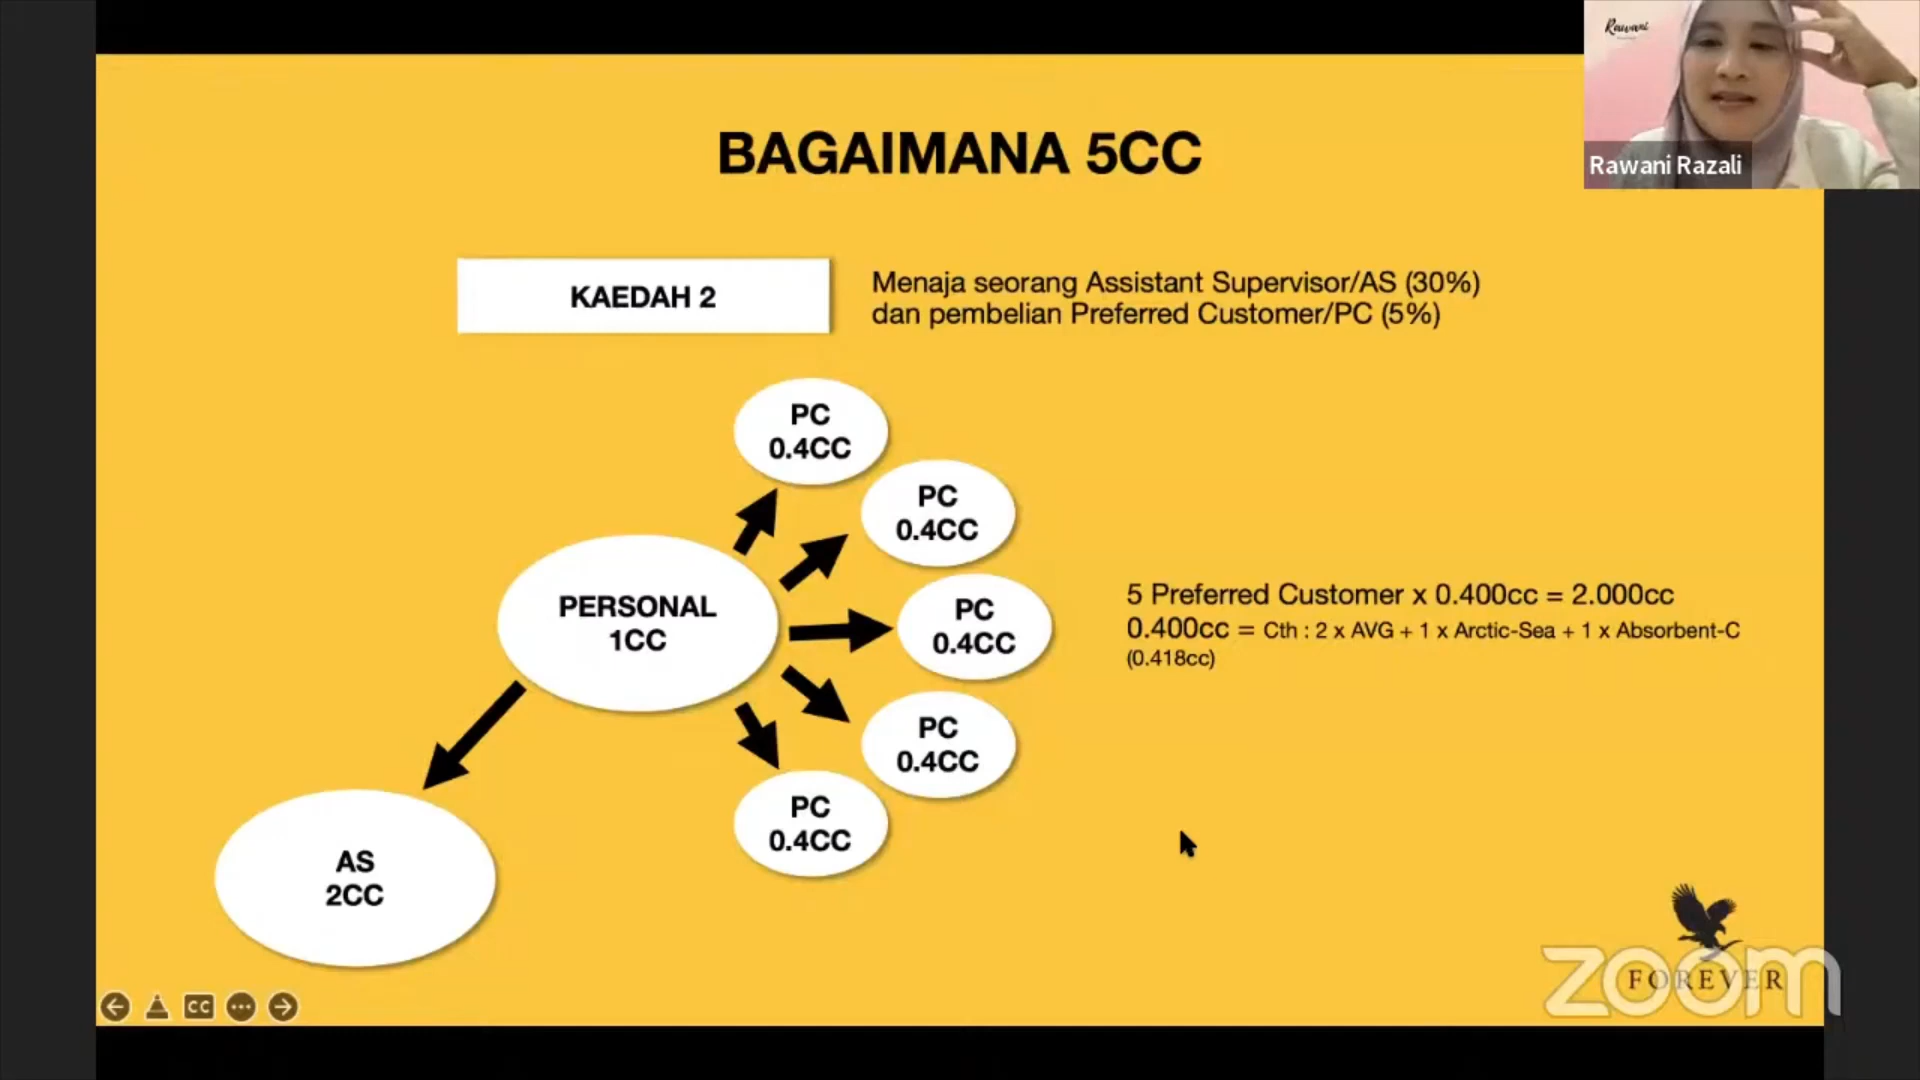 Rawani
Rawani Razali
BAGAIMANA 5CC
KAEDAH 2
Menaja seorang Assistant Supervisor/AS (30%)
dan pembelian Preferred Customer/PC (5%)
PC
0.4CC
PC
0.4CC
PERSONAL
1CC
PC
0.4CC
5 Preferred Customer x 0.400cc = 2.000cc
0.400cc = Cth : 2 x AVG + 1 x Arctic-Sea + 1 x Absorbent-C
(0.418cc)
PC
0.4CC
PC
0.4CC
AS
2CC
CC
FOREVER
zoom